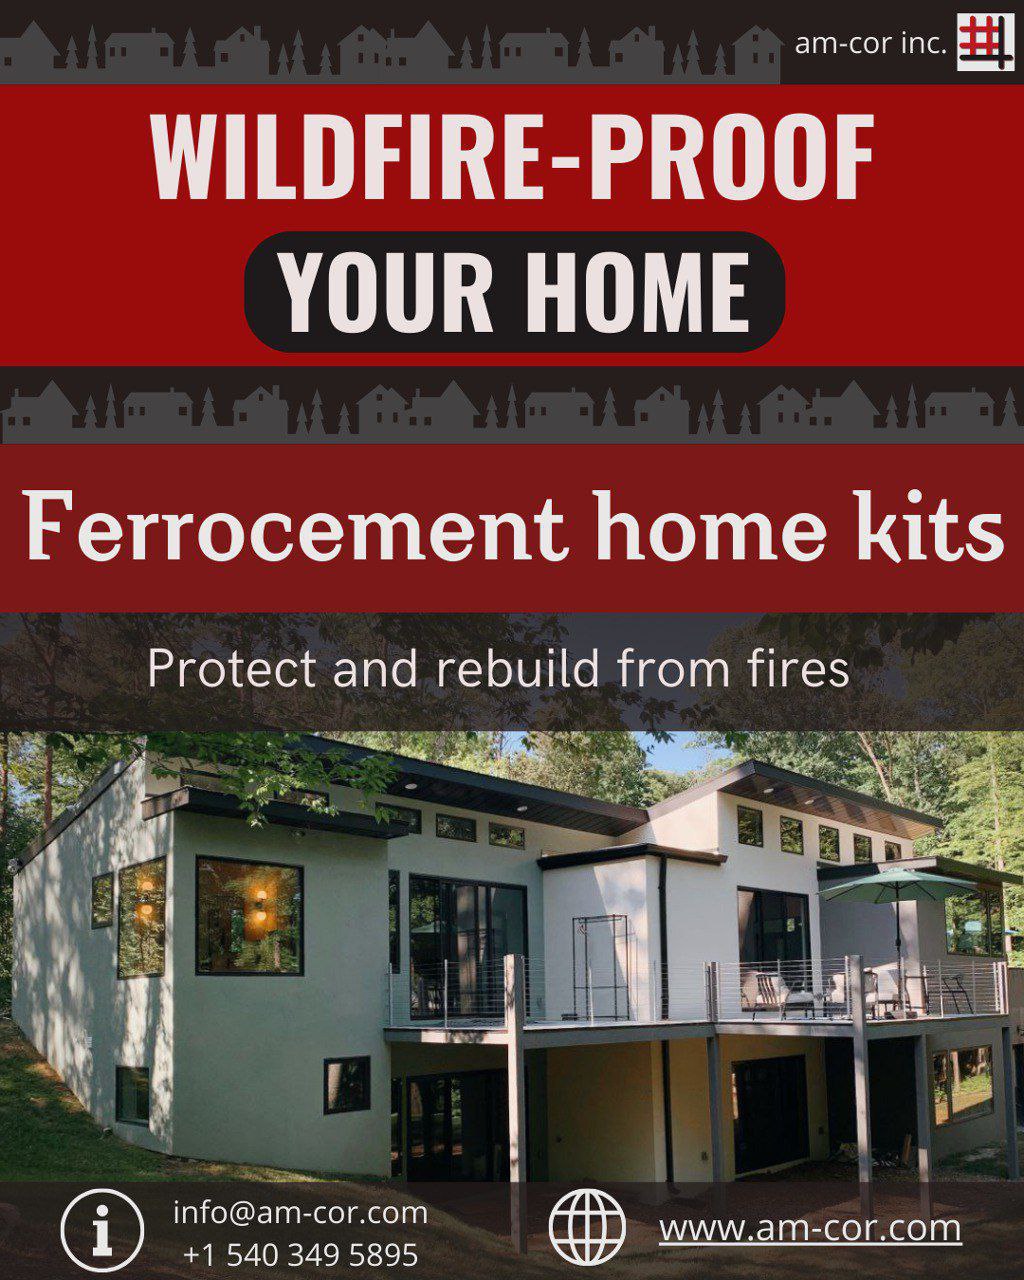 am-cor inc.
WILDFIRE-PROOF
YOUR HOME
Ferrocement home kits
Protect and rebuild from fires
info@am-cor.com
+1 540 349 5895
www.am-cor.com